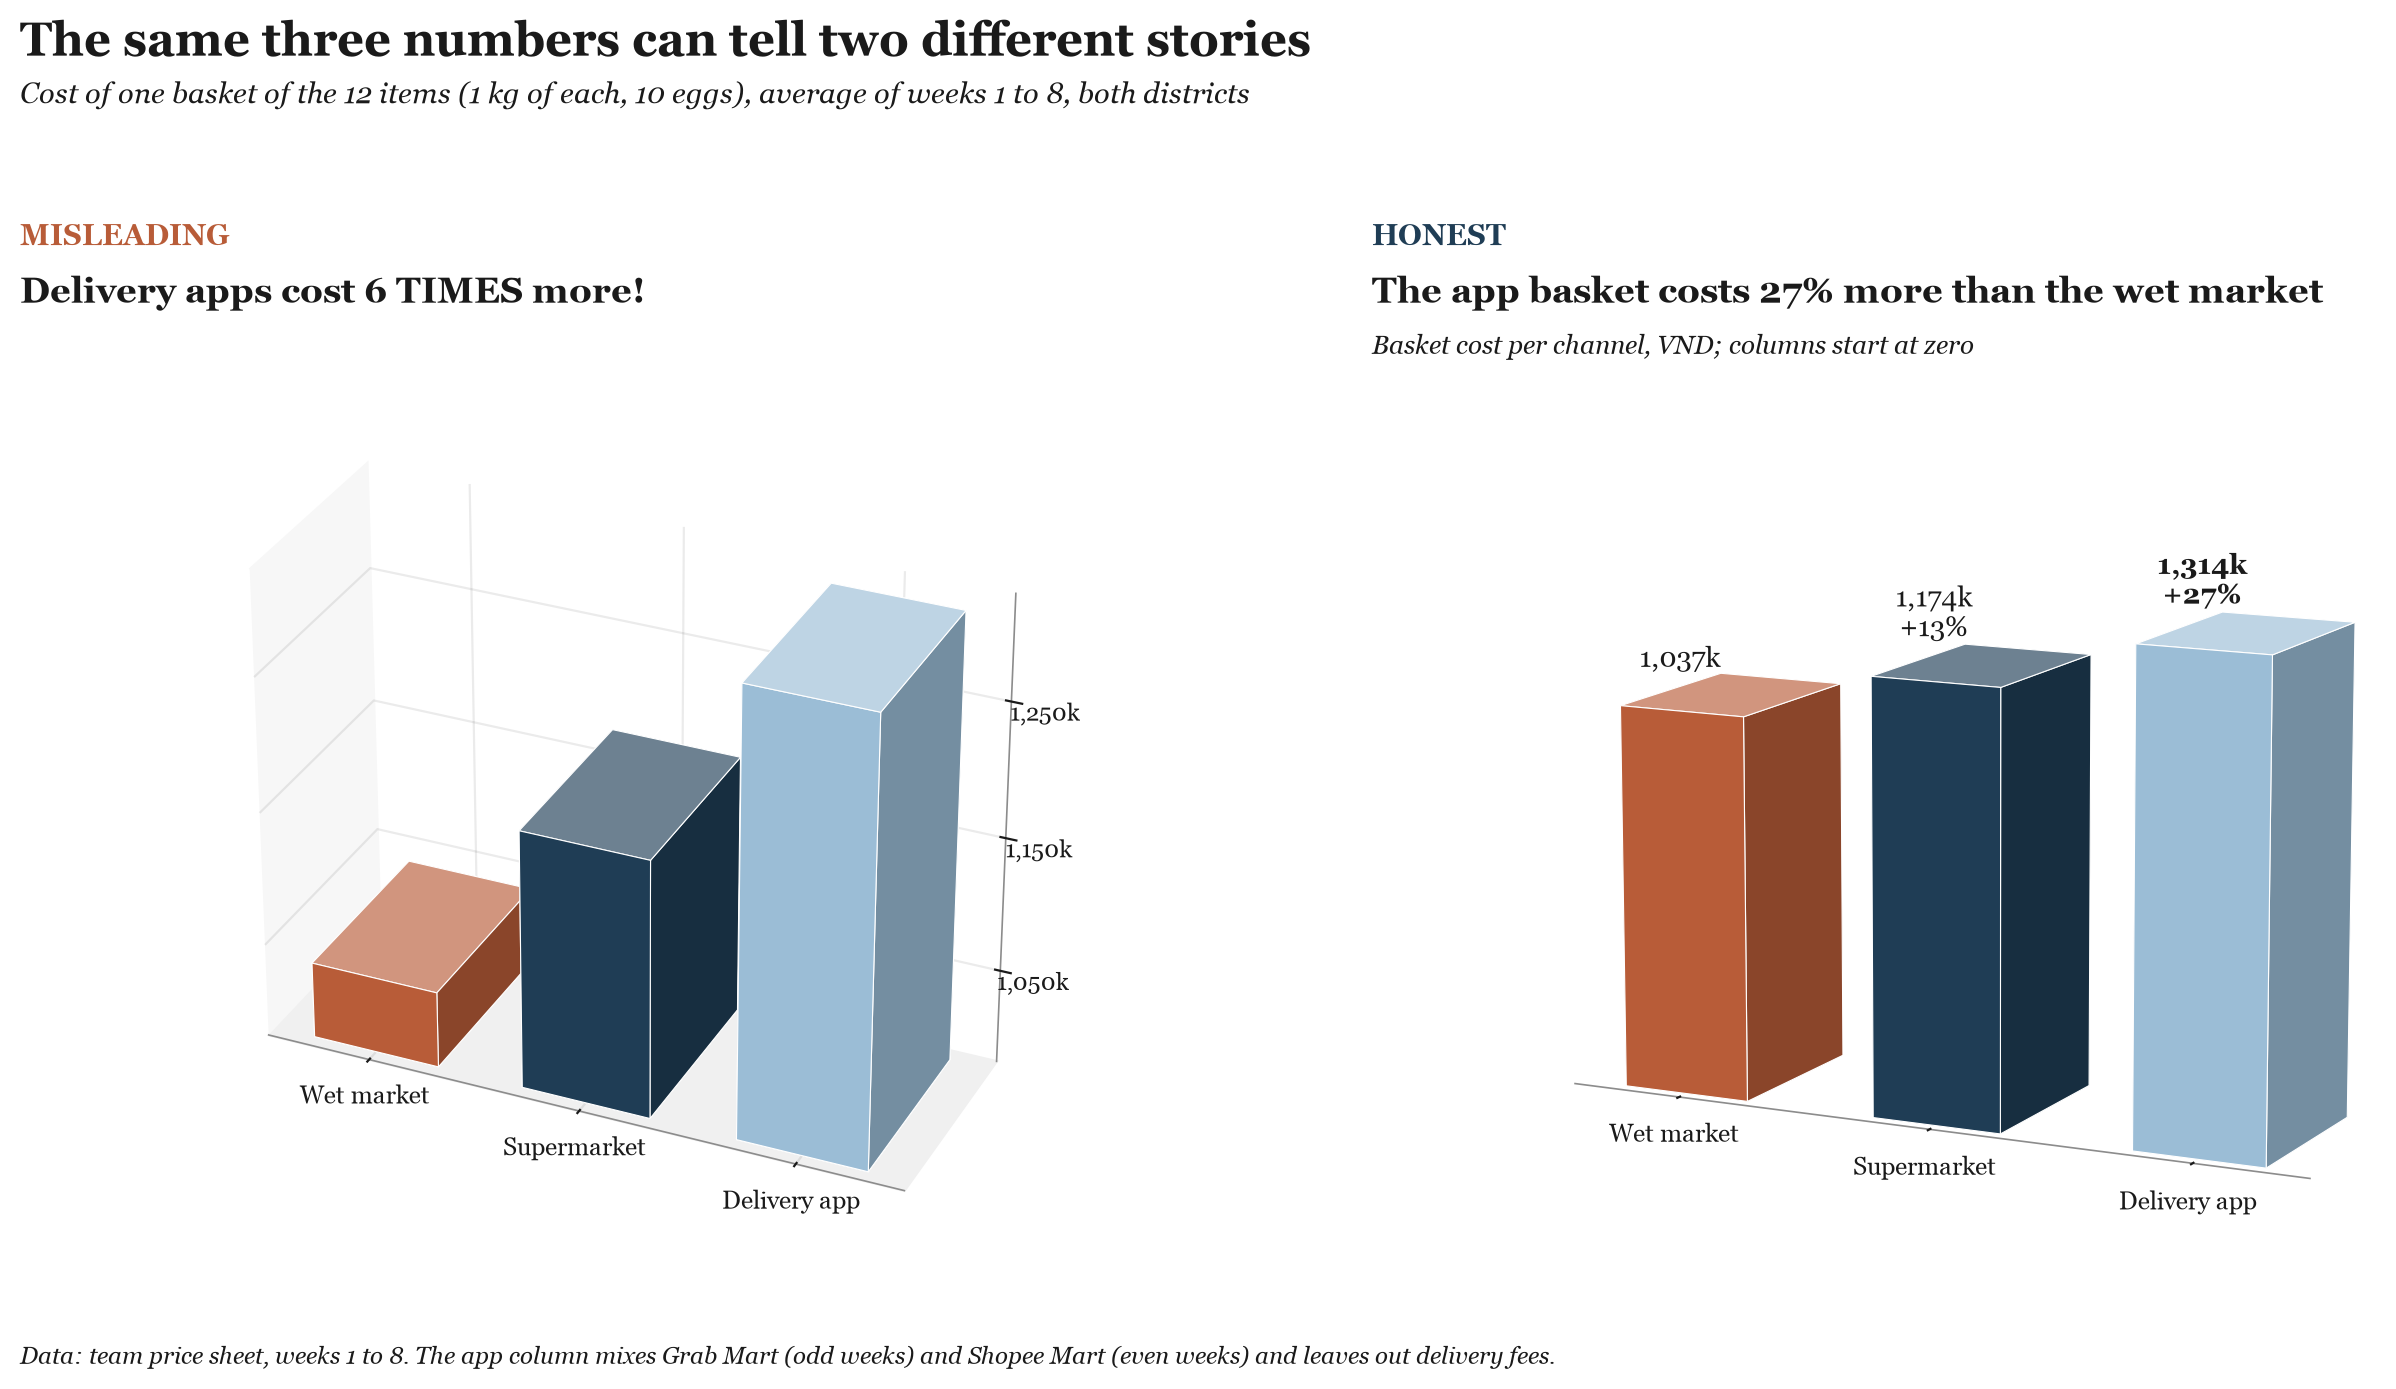 The same three numbers can tell two different stories
Cost of one basket of the 12 items (1 kg of each, 10 eggs), average of weeks 1 to 8, both districts
MISLEADING
Delivery apps cost 6 TIMES more!
1,250k
1,150k
1,050k
Wet market
Supermarket
Delivery app
HONEST
The app basket costs 27% more than the wet market
Basket cost per channel, VND; columns start at zero
1,037k
1,174k
+13%
1,314k
+27%
Wet market
Supermarket
Delivery app
Data: team price sheet, weeks 1 to 8. The app column mixes Grab Mart (odd weeks) and Shopee Mart (even weeks) and leaves out delivery fees.